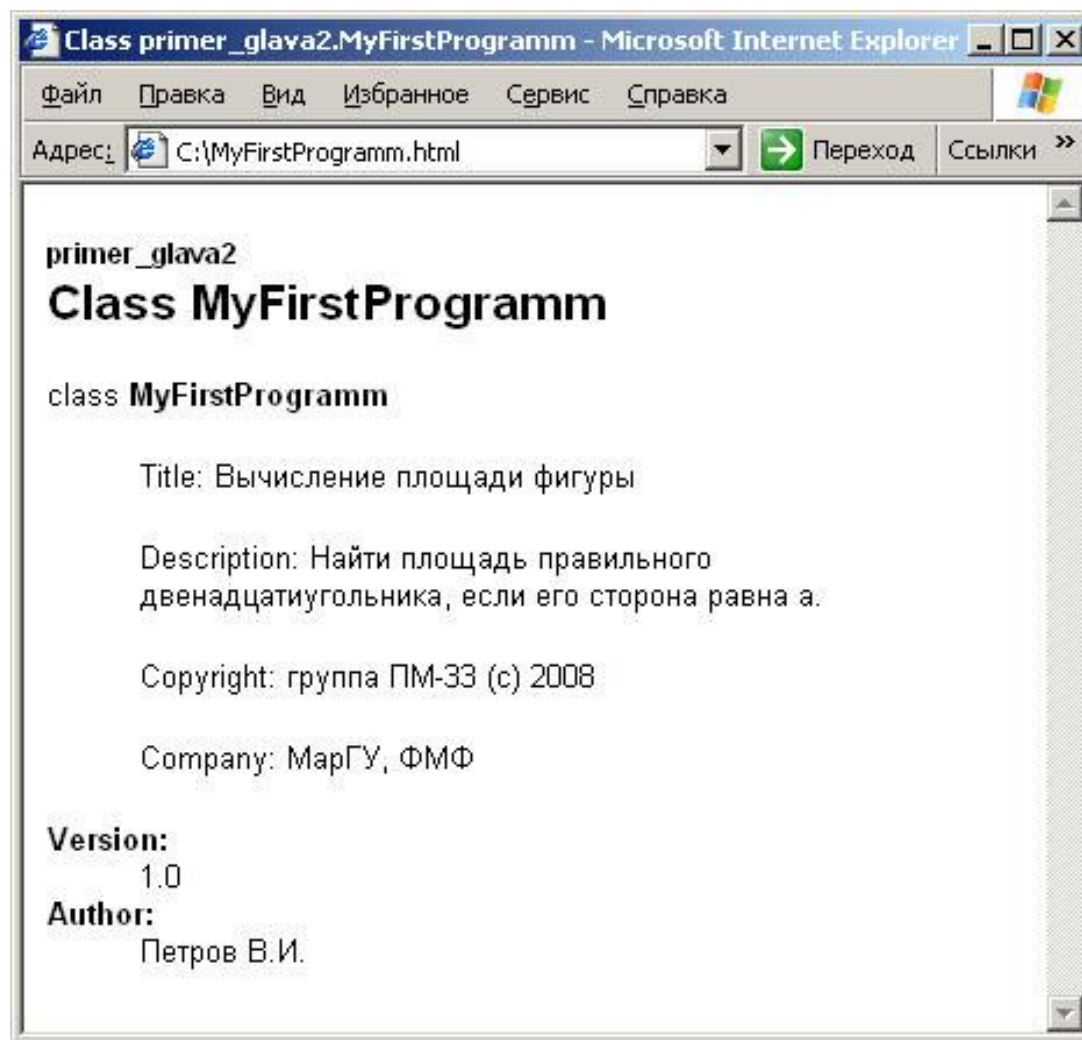 Class primer_glava2.MyFirstProgramm - Microsoft Internet Explorer
Файл Правка Вид Избранное Сервис Справка
Адрес: C:\MyFirstProgramm.html Переход Ссылки »
primer_glava2
Class MyFirstProgramm
class MyFirstProgramm
Title: Вычисление площади фигуры
Description: Найти площадь правильного
двенадцатиугольника, если его сторона равна а.
Copyright: группа ПМ-33 (c) 2008
Company: МарГУ, ФМФ
Version:
1.0
Author:
Петров В.И.